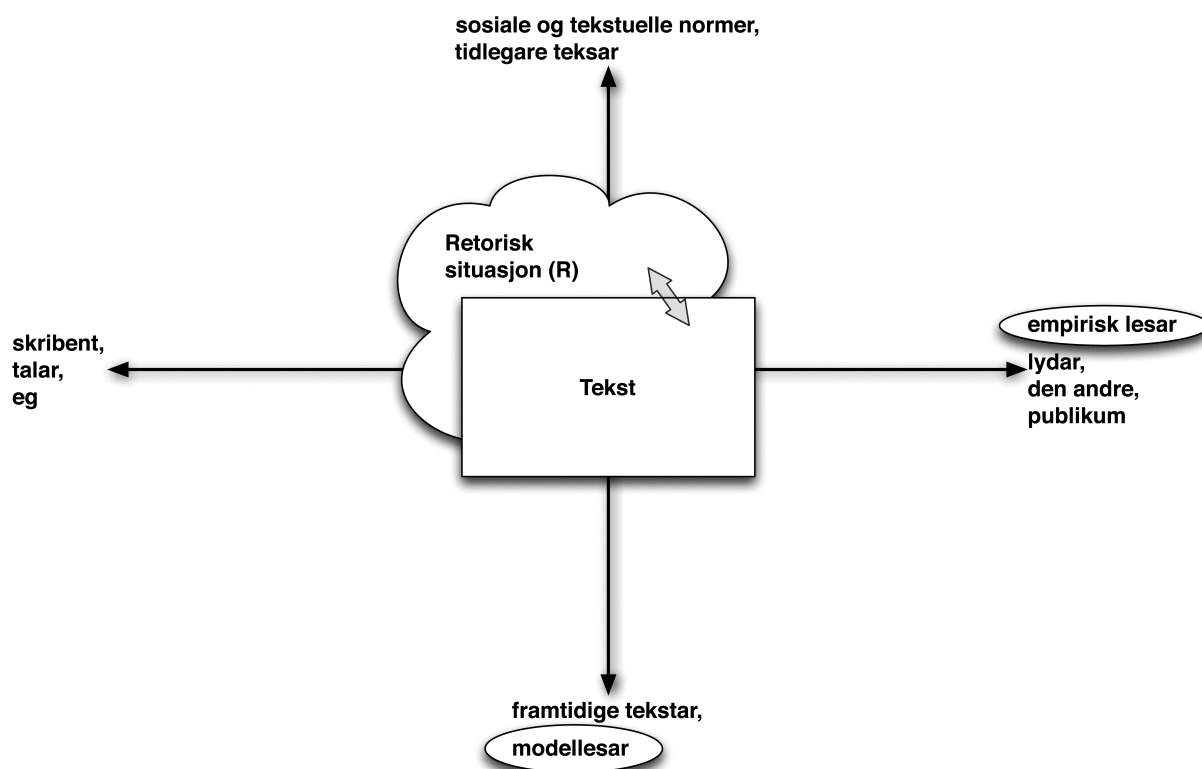 sosiale og tekstuelle normer,
tidlegare teksar
Retorisk
situasjon (R)
skribent,
talar,
eg
Tekst
empirisk lesar
lydar,
den andre,
publikum
framtidige tekstar,
modellesar